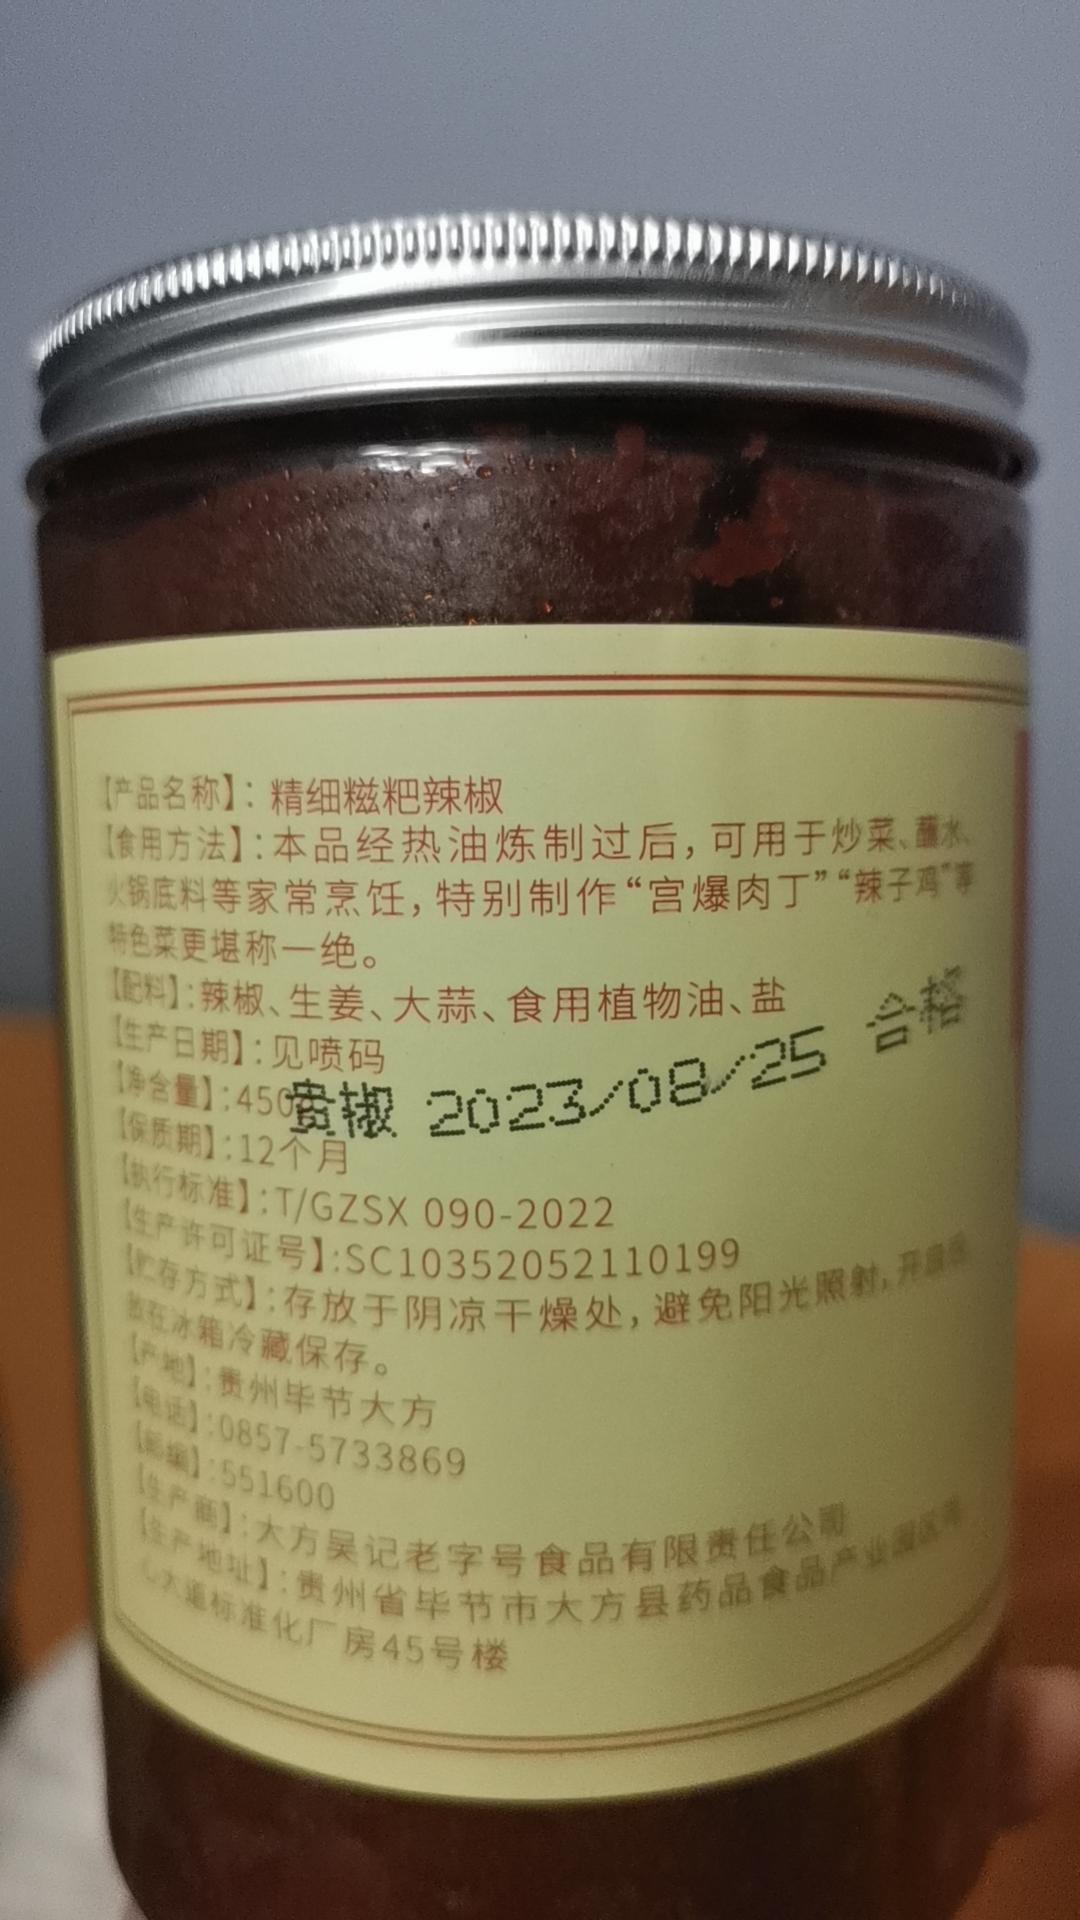 【产品名称】：精细糍粑辣椒
【食用方法】：本品经热油炼制过后，可用于炒菜、蘸水、
火锅底料等家常烹饪，特别制作“宫爆肉丁”“辣子鸡”等
特色菜更堪称一绝。
【配料】：辣椒、生姜、大蒜、食用植物油、盐
【生产日期】：见喷码
【净含量】：450
贵椒 2023/08/25 合格
【保质期】：12个月
【执行标准】：T/GZSX 090-2022
【生产许可证号】：SC10352052110199
【贮存方式】：存放于阴凉干燥处，避免阳光照射，开盖后
放在冰箱冷藏保存。
【产地】：贵州毕节大方
【电话】：0857-5733869
【邮编】：551600
【生产商】：大方吴记老字号食品有限责任公司
【生产地址】：贵州省毕节市大方县药品食品产业园区
大道标准化厂房45号楼